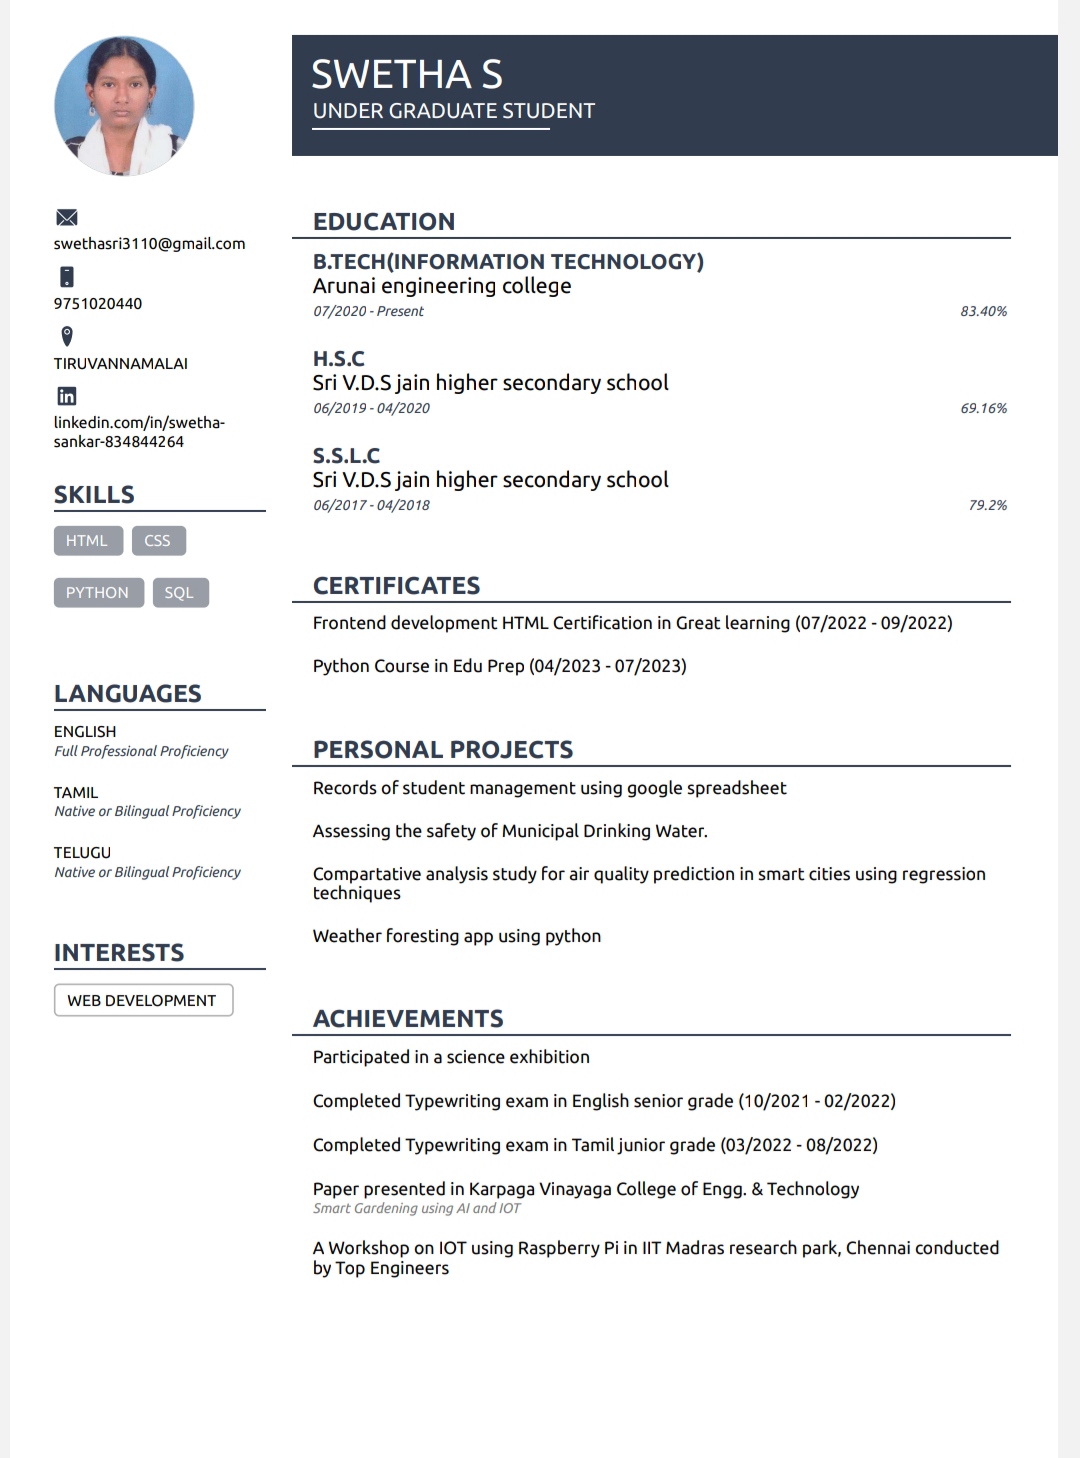 SWETHA S
UNDER GRADUATE STUDENT
swethasri3110@gmail.com
9751020440
TIRUVANNAMALAI
in
linkedin.com/in/swetha-
sankar-834844264
SKILLS
HTML CSS
PYTHON SQL
LANGUAGES
ENGLISH
Full Professional Proficiency
TAMIL
Native or Bilingual Proficiency
TELUGU
Native or Bilingual Proficiency
INTERESTS
WEB DEVELOPMENT
EDUCATION
B.TECH(INFORMATION TECHNOLOGY)
Arunai engineering college
07/2020 - Present 83.40%
H.S.C
Sri V.D.S jain higher secondary school
06/2019 - 04/2020 69.16%
S.S.L.C
Sri V.D.S jain higher secondary school
06/2017 - 04/2018 79.2%
CERTIFICATES
Frontend development HTML Certification in Great learning (07/2022 - 09/2022)
Python Course in Edu Prep (04/2023 - 07/2023)
PERSONAL PROJECTS
Records of student management using google spreadsheet
Assessing the safety of Municipal Drinking Water.
Compartative analysis study for air quality prediction in smart cities using regression
techniques
Weather foresting app using python
ACHIEVEMENTS
Participated in a science exhibition
Completed Typewriting exam in English senior grade (10/2021 - 02/2022)
Completed Typewriting exam in Tamil junior grade (03/2022 - 08/2022)
Paper presented in Karpaga Vinayaga College of Engg. & Technology
Smart Gardening using AI and IOT
A Workshop on IOT using Raspberry Pi in IIT Madras research park, Chennai conducted
by Top Engineers